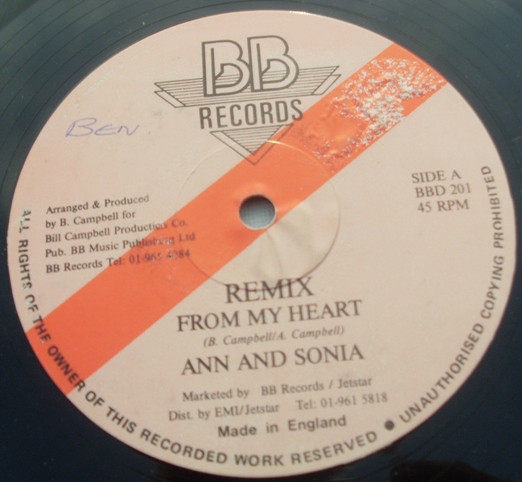 BB
RECORDS
BEN.
SIDE A
BBD 201
45 RPM
Arranged & Produced
by B. Campbell for
Bill Campbell Production Co.
Pub. BB Music Publishing Ltd
BB Records Tel: 01-965 4984
REMIX
FROM MY HEART
(B. Campbell/A. Campbell)
ANN AND SONIA
Marketed by BB Records / Jetstar
Dist. by EMI/Jetstar Tel: 01-961 5818
Made in England
ALL RIGHTS OF THE OWNER OF THIS RECORDED WORK RESERVED ● UNAUTHORISED COPYING PROHIBITED